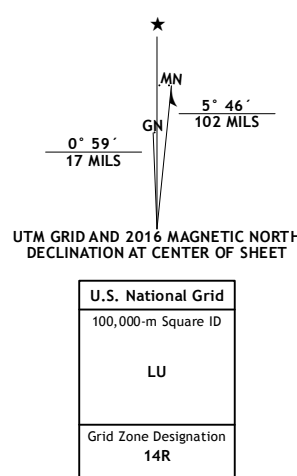 MN
GN
5° 46´
102 MILS
0° 59´
17 MILS
UTM GRID AND 2016 MAGNETIC NORTH
DECLINATION AT CENTER OF SHEET
U.S. National Grid
100,000-m Square ID
LU
Grid Zone Designation
14R